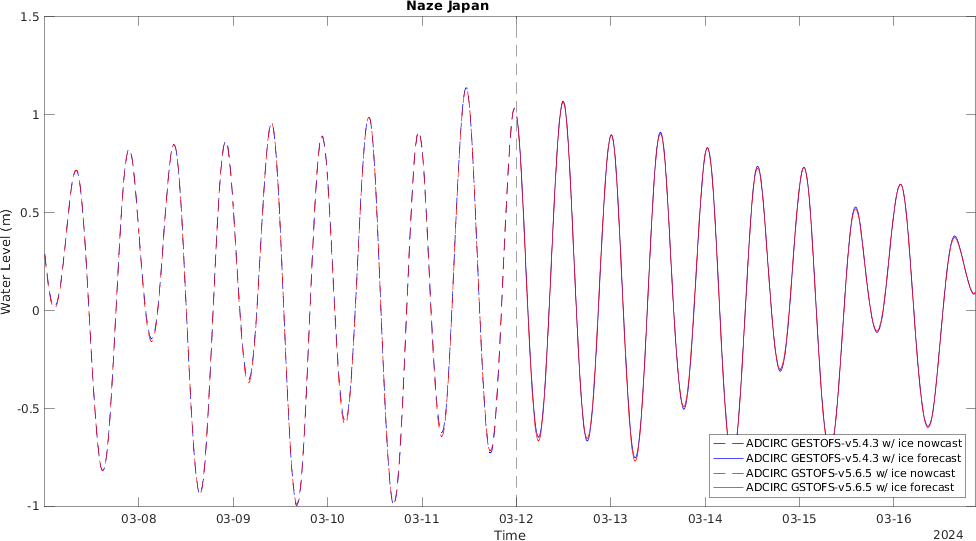 Naze Japan
1.5
1
0.5
0
-0.5
-1
Water Level (m)
03-08 03-09 03-10 03-11 03-12 03-13 03-14 03-15 03-16
Time
2024
ADCIRC GESTOFS-v5.4.3 w/ ice nowcast
ADCIRC GESTOFS-v5.4.3 w/ ice forecast
ADCIRC GSTOFS-v5.6.5 w/ ice nowcast
ADCIRC GSTOFS-v5.6.5 w/ ice forecast